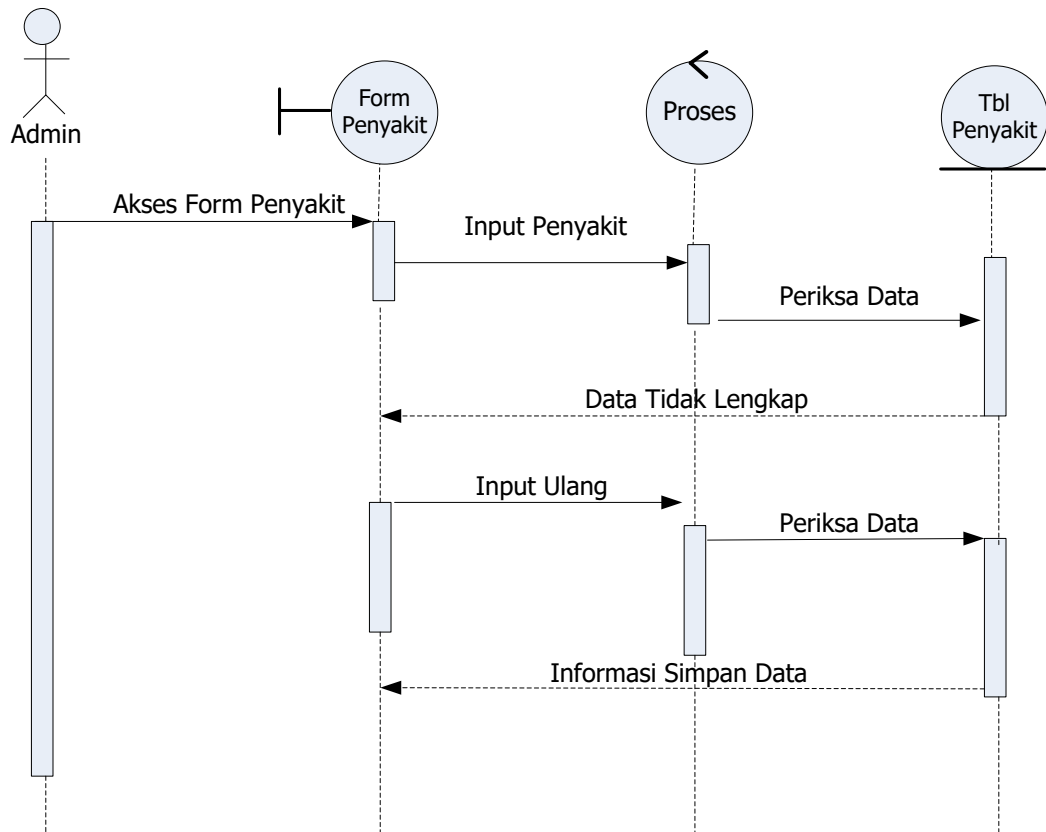 Admin
Form
Penyakit
Proses
Tbl
Penyakit
Akses Form Penyakit
Input Penyakit
Periksa Data
Data Tidak Lengkap
Input Ulang
Periksa Data
Informasi Simpan Data